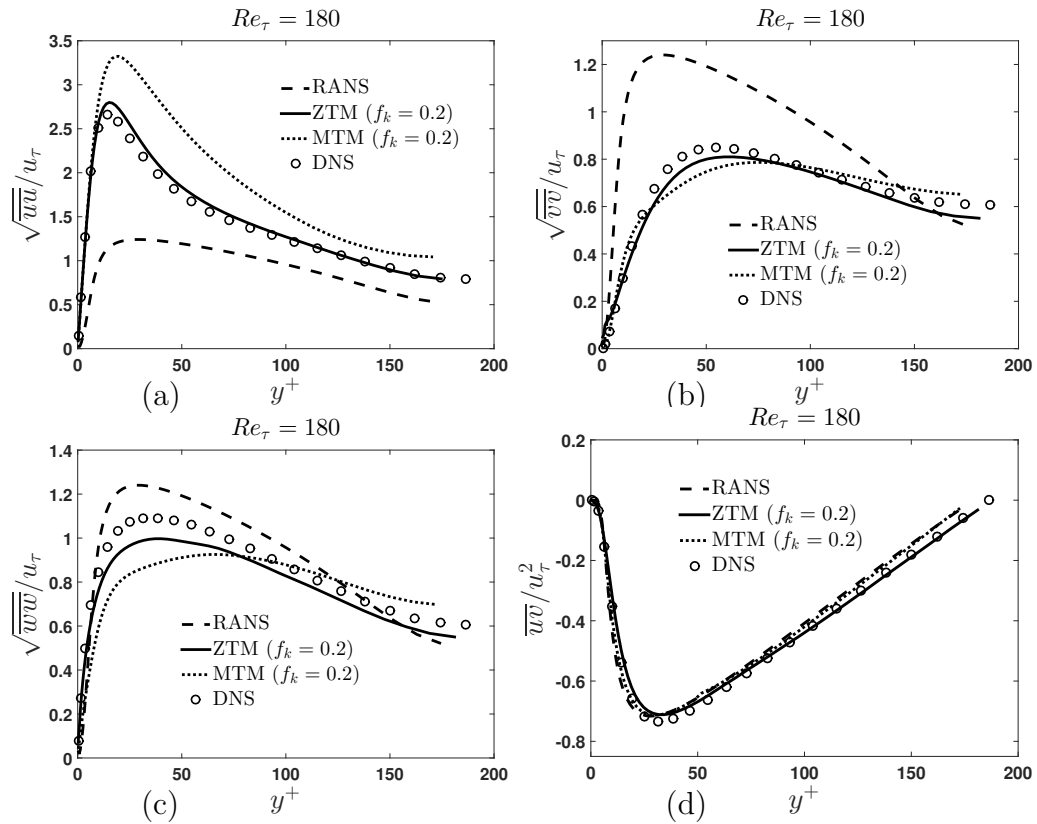 Re_τ = 180
3.5
3
2.5
2
1.5
1
0.5
0
√uu/u_τ
RANS
ZTM (f_k = 0.2)
MTM (f_k = 0.2)
DNS
0 50 100 150 200
(a) y^+
Re_τ = 180
1.2
1
0.8
0.6
0.4
0.2
0
√vv/u_τ
RANS
ZTM (f_k = 0.2)
MTM (f_k = 0.2)
DNS
0 50 100 150 200
(b) y^+
Re_τ = 180
1.4
1.2
1
0.8
0.6
0.4
0.2
0
√ww/u_τ
RANS
ZTM (f_k = 0.2)
MTM (f_k = 0.2)
DNS
0 50 100 150 200
(c) y^+
Re_τ = 180
0.2
0
-0.2
-0.4
-0.6
-0.8
uv/u_τ^2
RANS
ZTM (f_k = 0.2)
MTM (f_k = 0.2)
DNS
0 50 100 150 200
(d) y^+